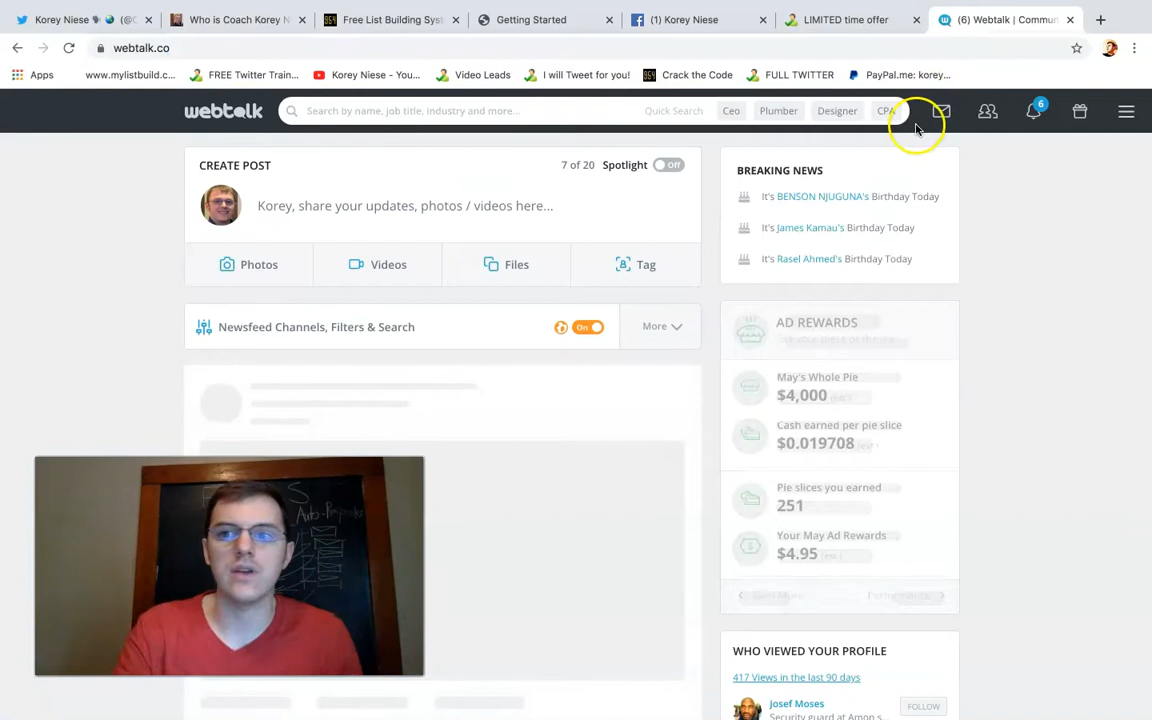 Korey Niese
Who is Coach Korey N
Free List Building Sys
Getting Started
(1) Korey Niese
LIMITED time offer
(6) Webtalk | Commun
webtalk.co
Apps
www.mylistbuild.c...
FREE Twitter Train...
Korey Niese - You...
Video Leads
I will Tweet for you!
Crack the Code
FULL TWITTER
PayPal.me: korey...
webtalk
Search by name, job title, industry and more...
Quick Search
Ceo
Plumber
Designer
CPA
6
CREATE POST
7 of 20
Spotlight
Off
Korey, share your updates, photos / videos here...
Photos
Videos
Files
Tag
Newsfeed Channels, Filters & Search
On
More
BREAKING NEWS
It's BENSON NJUGUNA's Birthday Today
It's James Kamau's Birthday Today
It's Rasel Ahmed's Birthday Today
AD REWARDS
May's Whole Pie
$4,000
Cash earned per pie slice
$0.019708
Pie slices you earned
251
Your May Ad Rewards
$4.95
WHO VIEWED YOUR PROFILE
417 Views in the last 90 days
Josef Moses
Security guard at Amon s...
FOLLOW
Auto-Responder